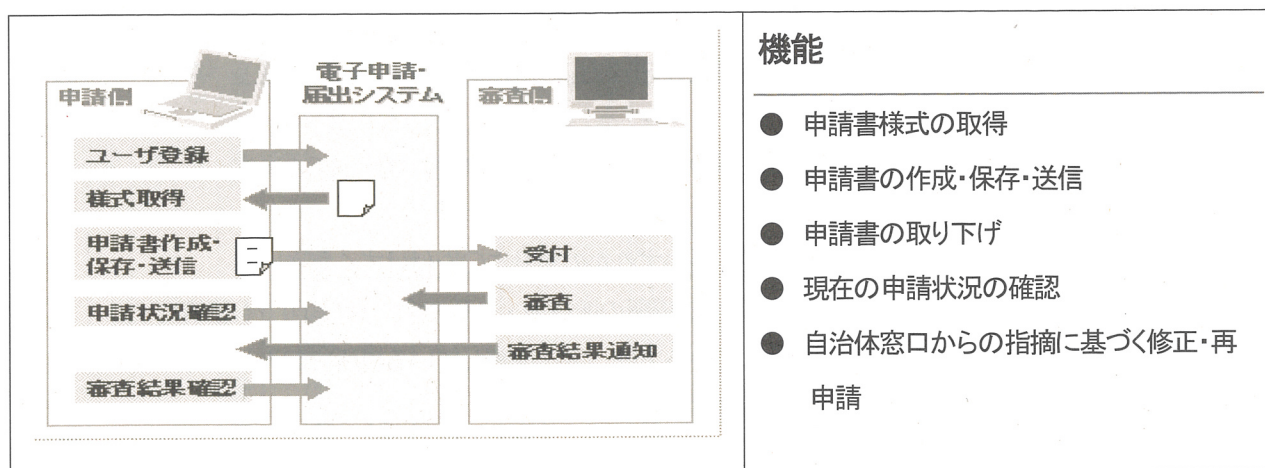 電子申請・
届出システム
申請側
審査側
ユーザ登録
様式取得
申請書作成・
保存・送信
受付
審査
申請状況確認
審査結果通知
審査結果確認
機能
● 申請書様式の取得
● 申請書の作成・保存・送信
● 申請書の取り下げ
● 現在の申請状況の確認
● 自治体窓口からの指摘に基づく修正・再
申請